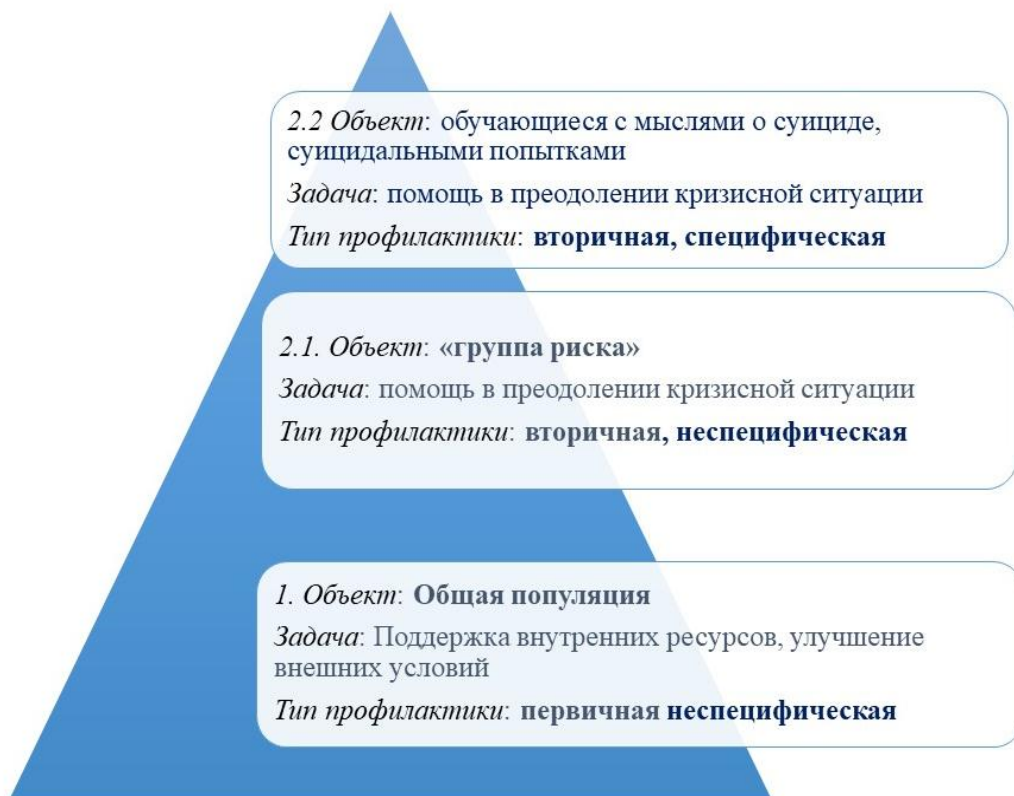 2.2 Объект: обучающиеся с мыслями о суициде,
суицидальными попытками
Задача: помощь в преодолении кризисной ситуации
Тип профилактики: вторичная, специфическая
2.1. Объект: «группа риска»
Задача: помощь в преодолении кризисной ситуации
Тип профилактики: вторичная, неспецифическая
1. Объект: Общая популяция
Задача: Поддержка внутренних ресурсов, улучшение
внешних условий
Тип профилактики: первичная неспецифическая